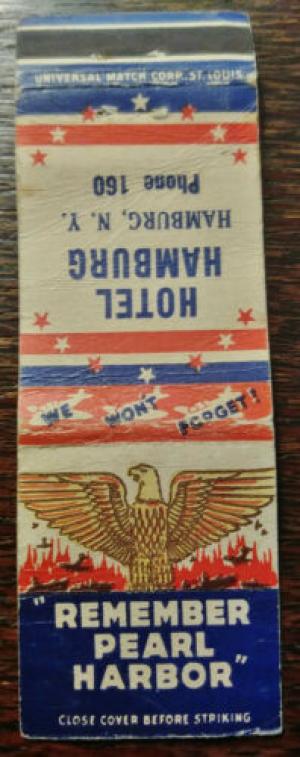 UNIVERSAL MATCH CORP. ST. LOUIS
HOTEL
HAMBURG
HAMBURG, N. Y.
Phone 160
WE WONT FORGET!
"REMEMBER
PEARL
HARBOR"
CLOSE COVER BEFORE STRIKING